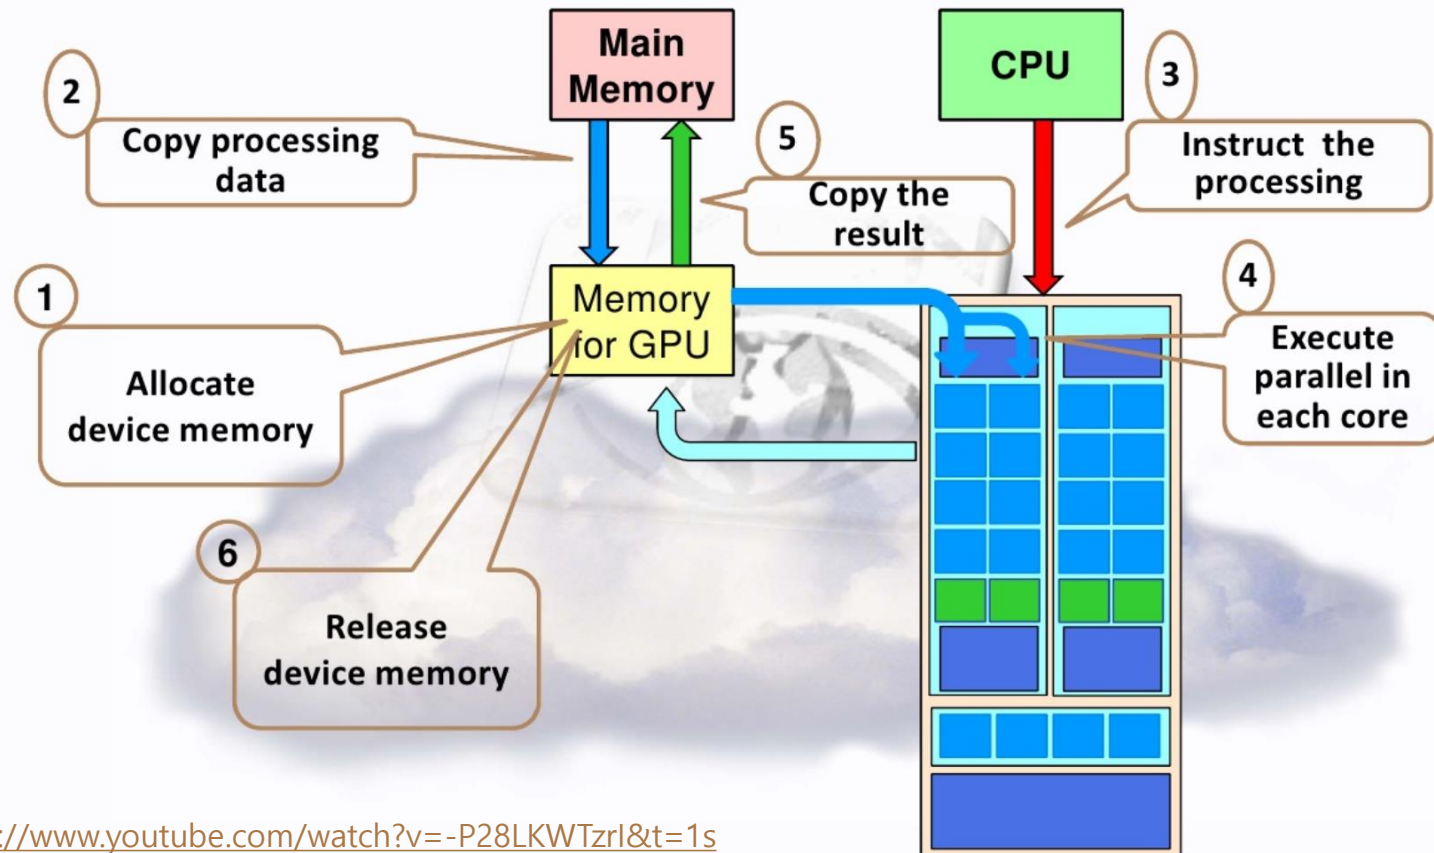 Main
Memory
CPU
2
Copy processing
data
3
Instruct the
processing
5
Copy the
result
1
Allocate
device memory
Memory
for GPU
4
Execute
parallel in
each core
6
Release
device memory
://www.youtube.com/watch?v=-P28LKWTzrI&t=1s